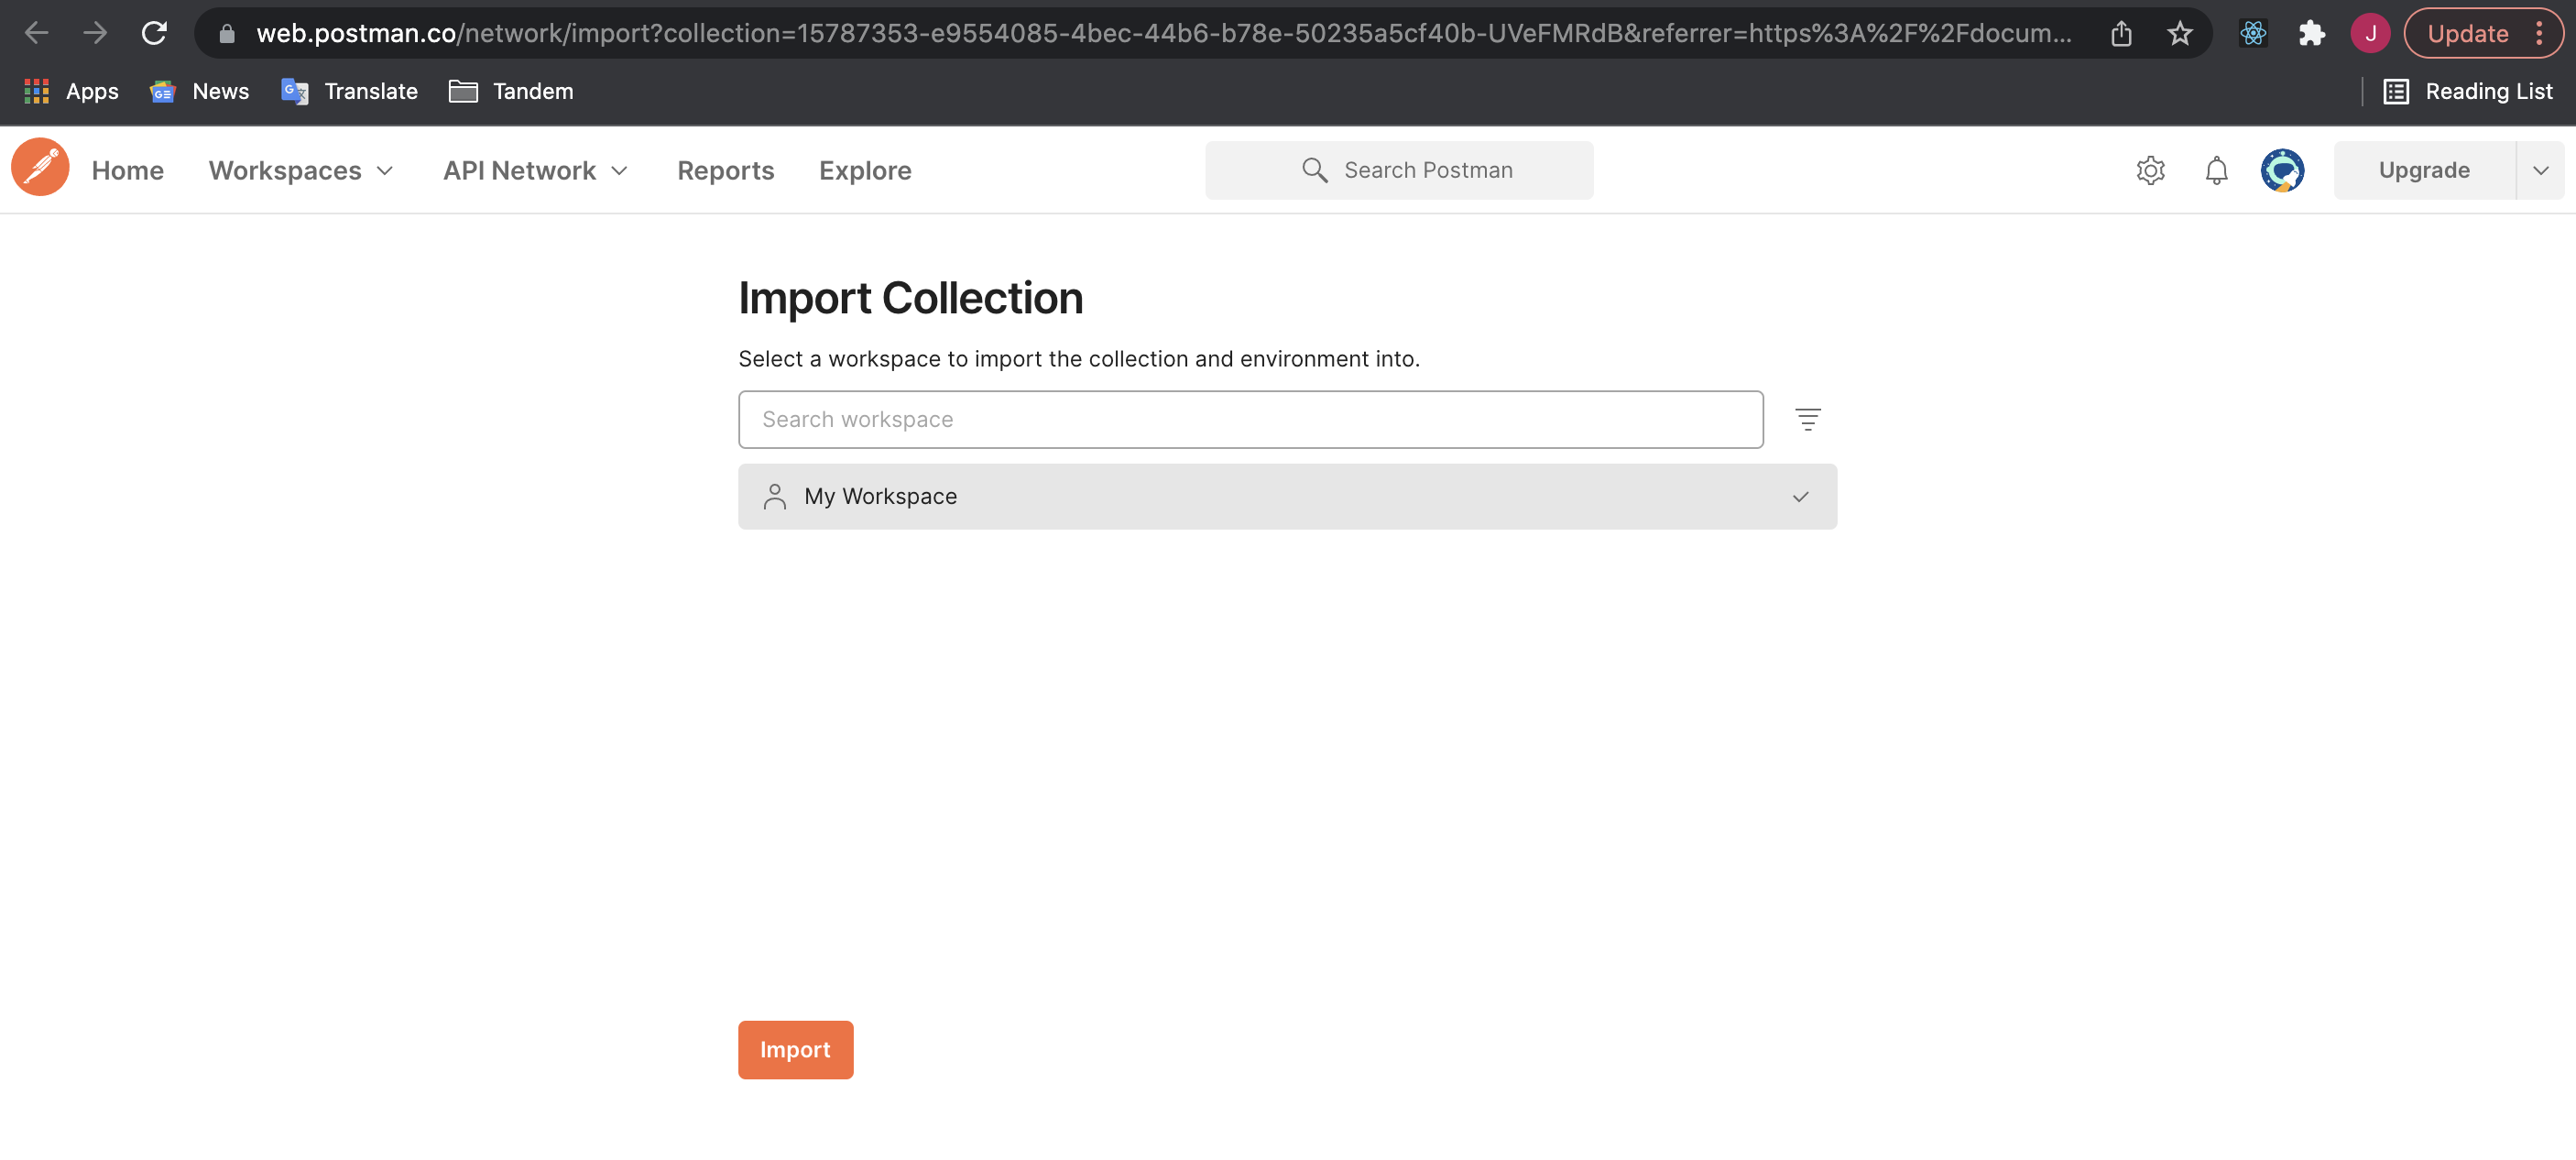 web.postman.co/network/import?collection=15787353-e9554085-4bec-44b6-b78e-50235a5cf40b-UVeFMRdB&referrer=https%3A%2F%2Fdocum... J Update
Apps News Translate Tandem Reading List
Home Workspaces API Network Reports Explore Search Postman Upgrade
Import Collection
Select a workspace to import the collection and environment into.
Search workspace
My Workspace
Import